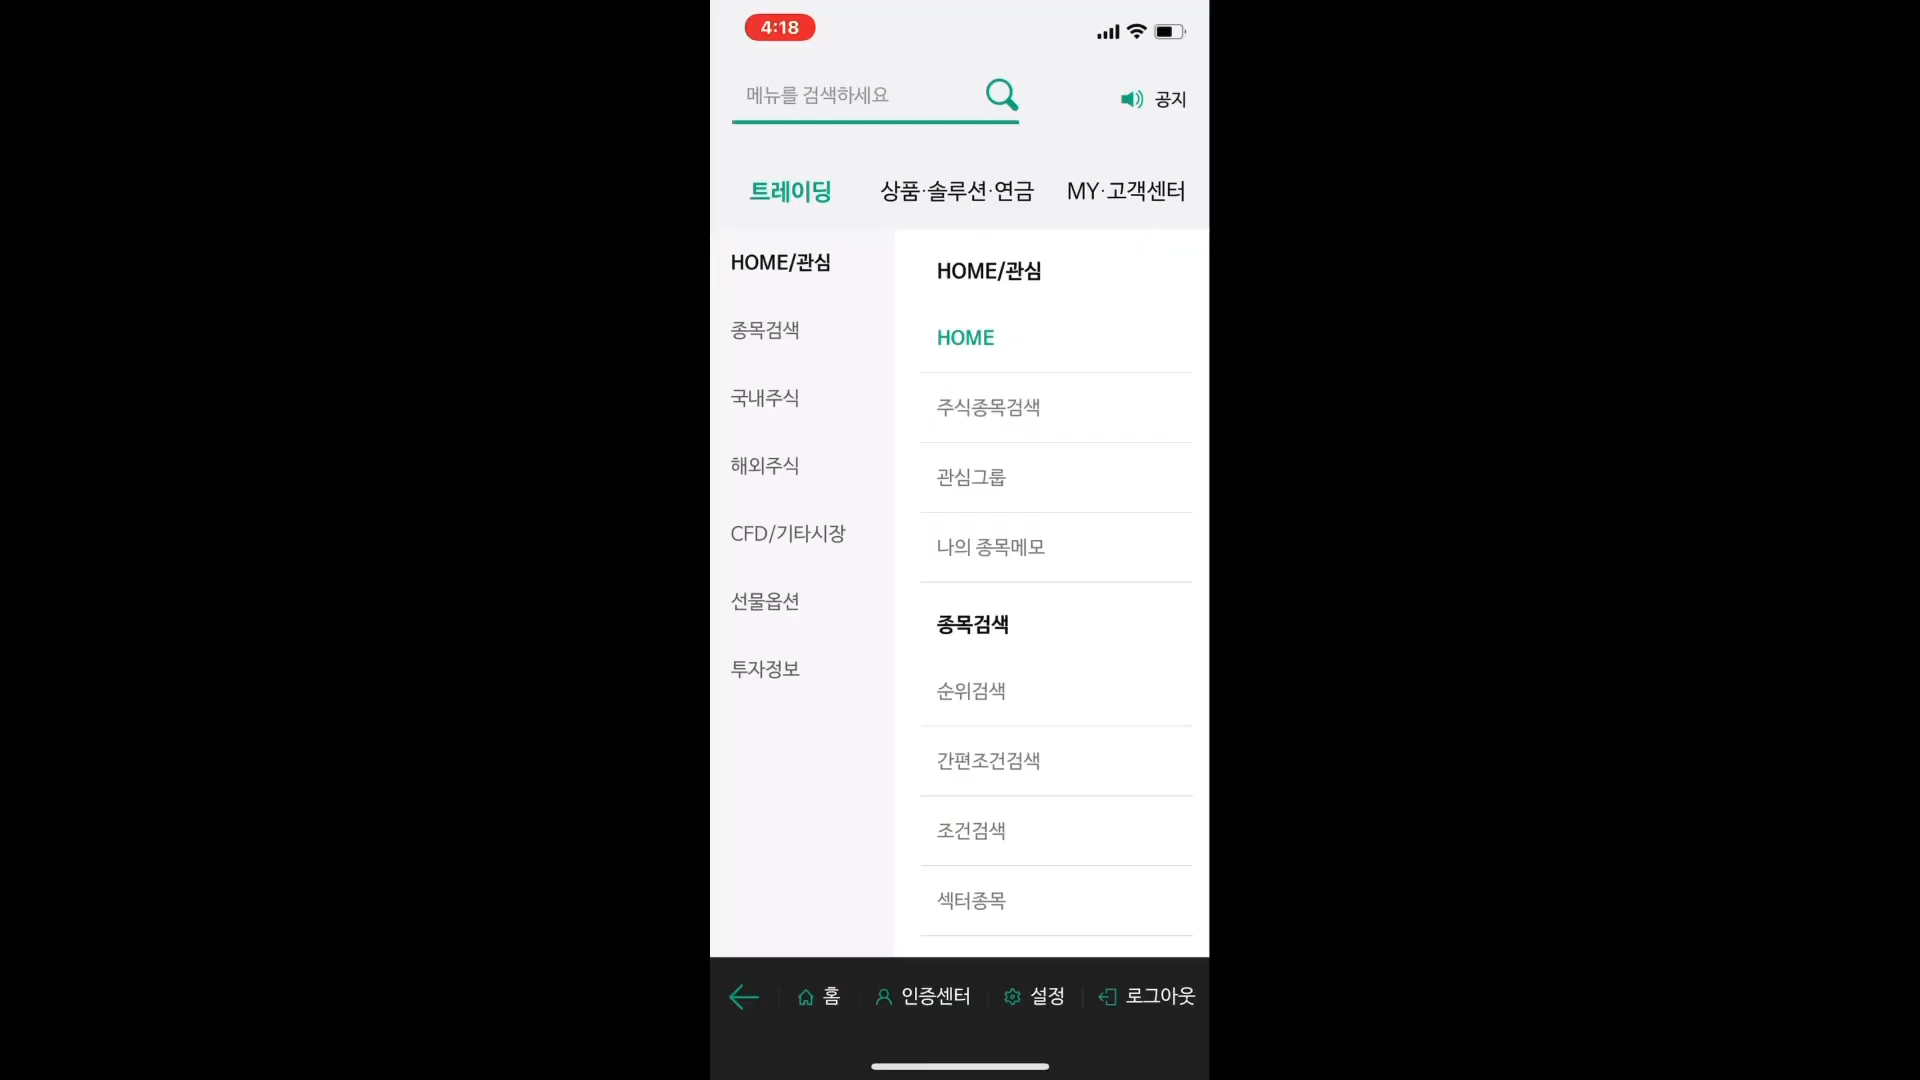 4:18
메뉴를 검색하세요
공지
트레이딩 상품·솔루션·연금 MY·고객센터
HOME/관심
종목검색
국내주식
해외주식
CFD/기타시장
선물옵션
투자정보
HOME/관심
HOME
주식종목검색
관심그룹
나의 종목메모
종목검색
순위검색
간편조건검색
조건검색
섹터종목
홈 인증센터 설정 로그아웃